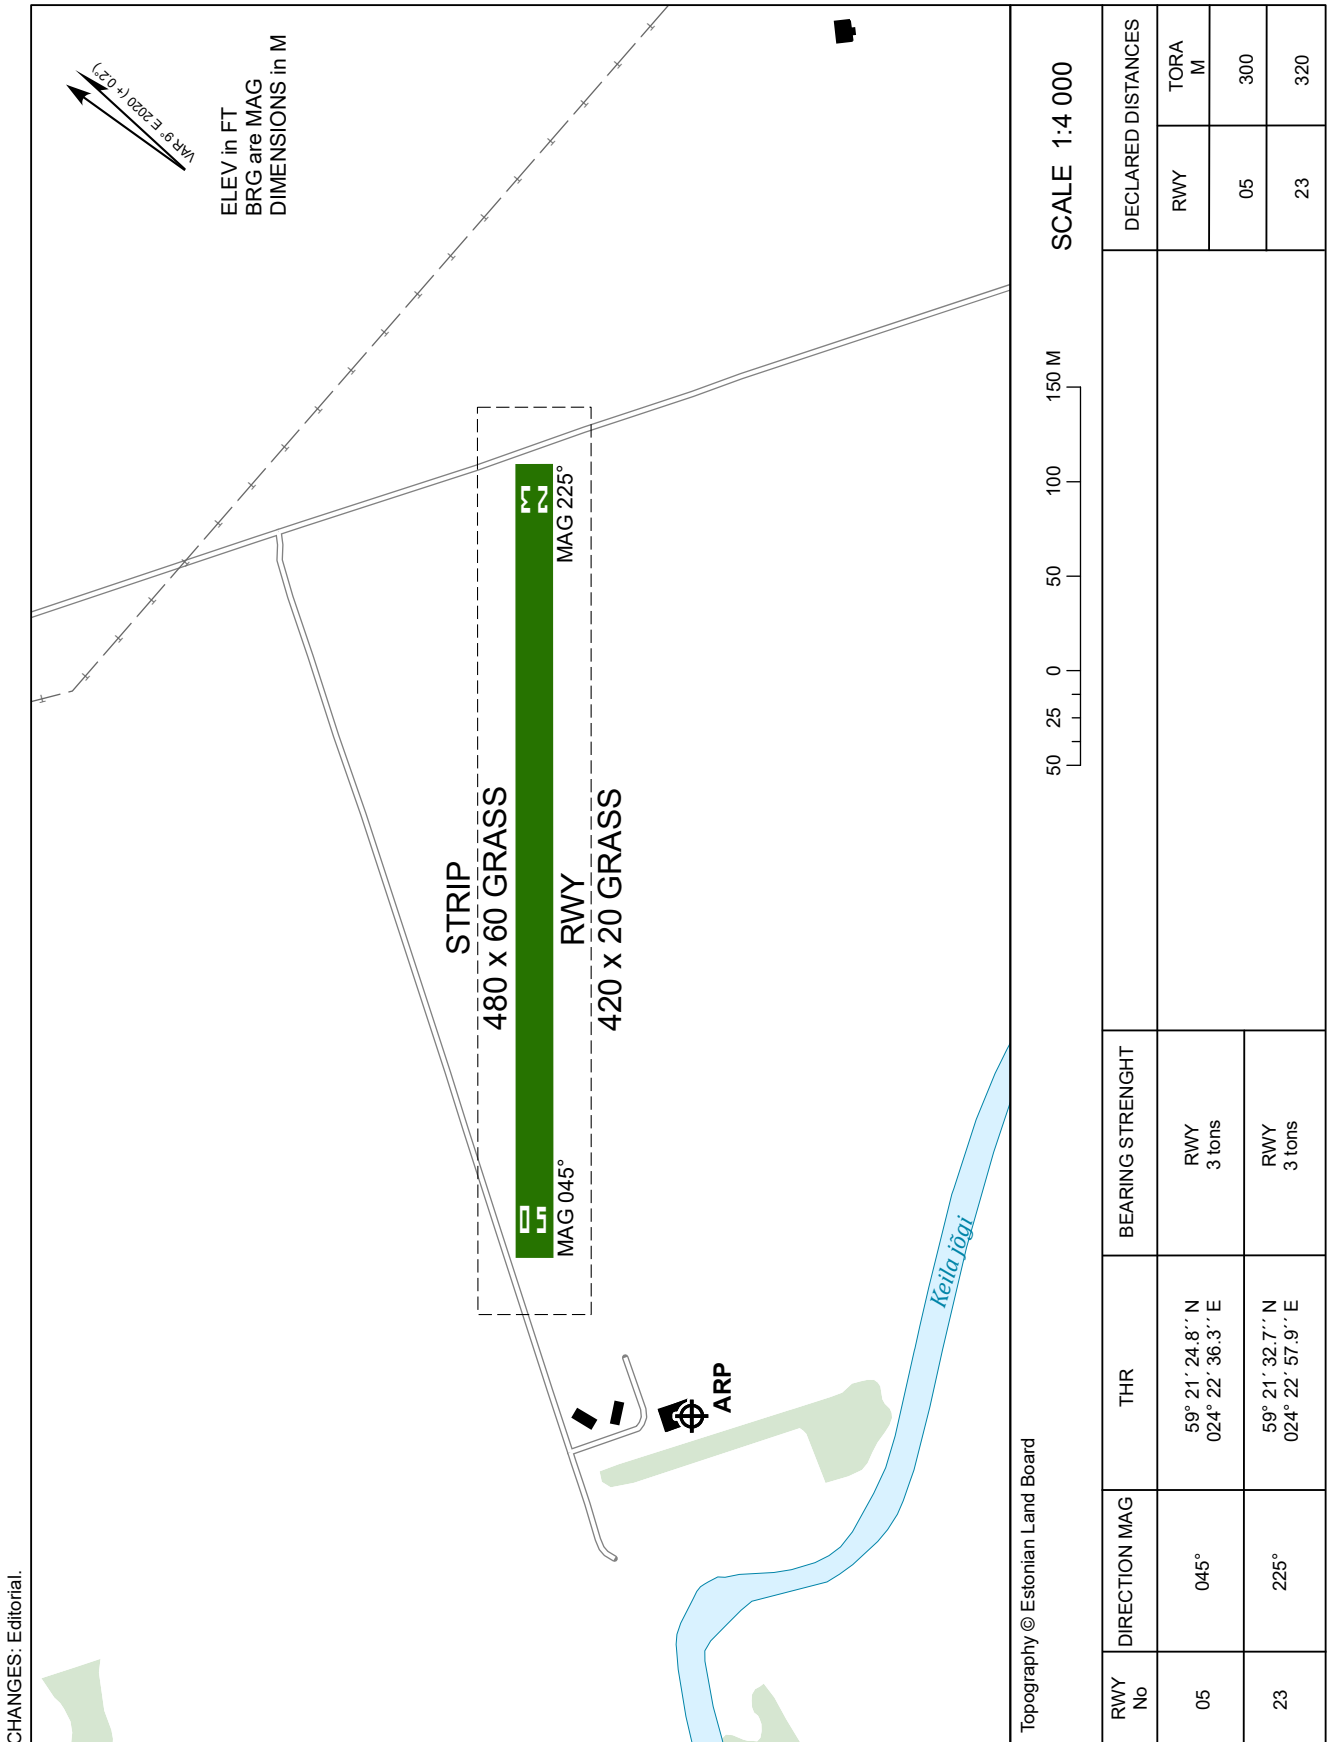 CHANGES: Editorial.
VAR 9° E 2020 (+ 0.2°)
ELEV in FT
BRG are MAG
DIMENSIONS in M
STRIP
480 x 60 GRASS
RWY
420 x 20 GRASS
05
MAG 045°
23
MAG 225°
ARP
Keila jõgi
Topography © Estonian Land Board
50 25 0 50 100 150 M
SCALE 1:4 000
RWY
No
DIRECTION MAG
THR
BEARING STRENGHT
DECLARED DISTANCES
RWY
TORA
M
05
045°
59° 21´ 24.8´´ N
024° 22´ 36.3´´ E
RWY
3 tons
05
300
23
225°
59° 21´ 32.7´´ N
024° 22´ 57.9´´ E
RWY
3 tons
23
320